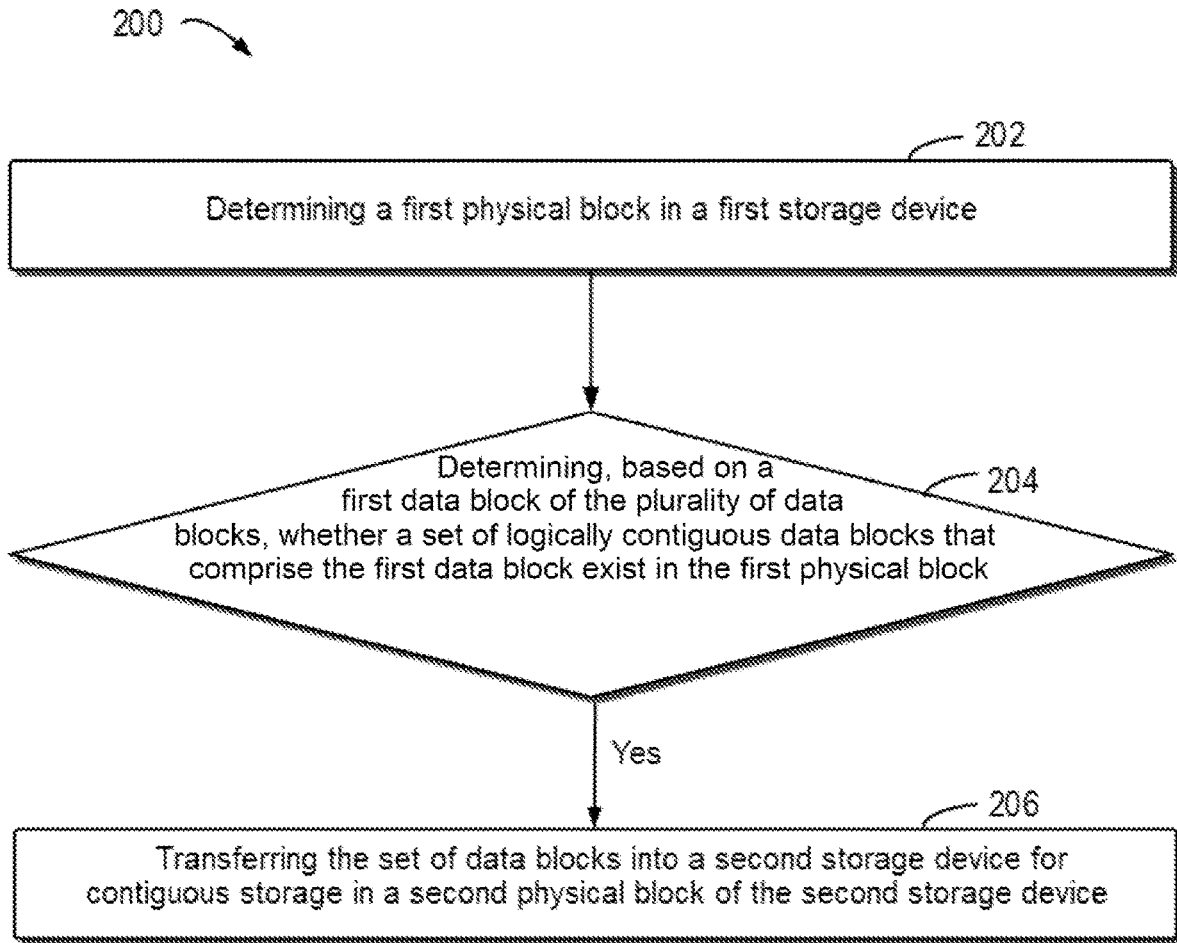 200
202
Determining a first physical block in a first storage device
Determining, based on a
first data block of the plurality of data
blocks, whether a set of logically contiguous data blocks that
comprise the first data block exist in the first physical block
204
Yes
206
Transferring the set of data blocks into a second storage device for
contiguous storage in a second physical block of the second storage device